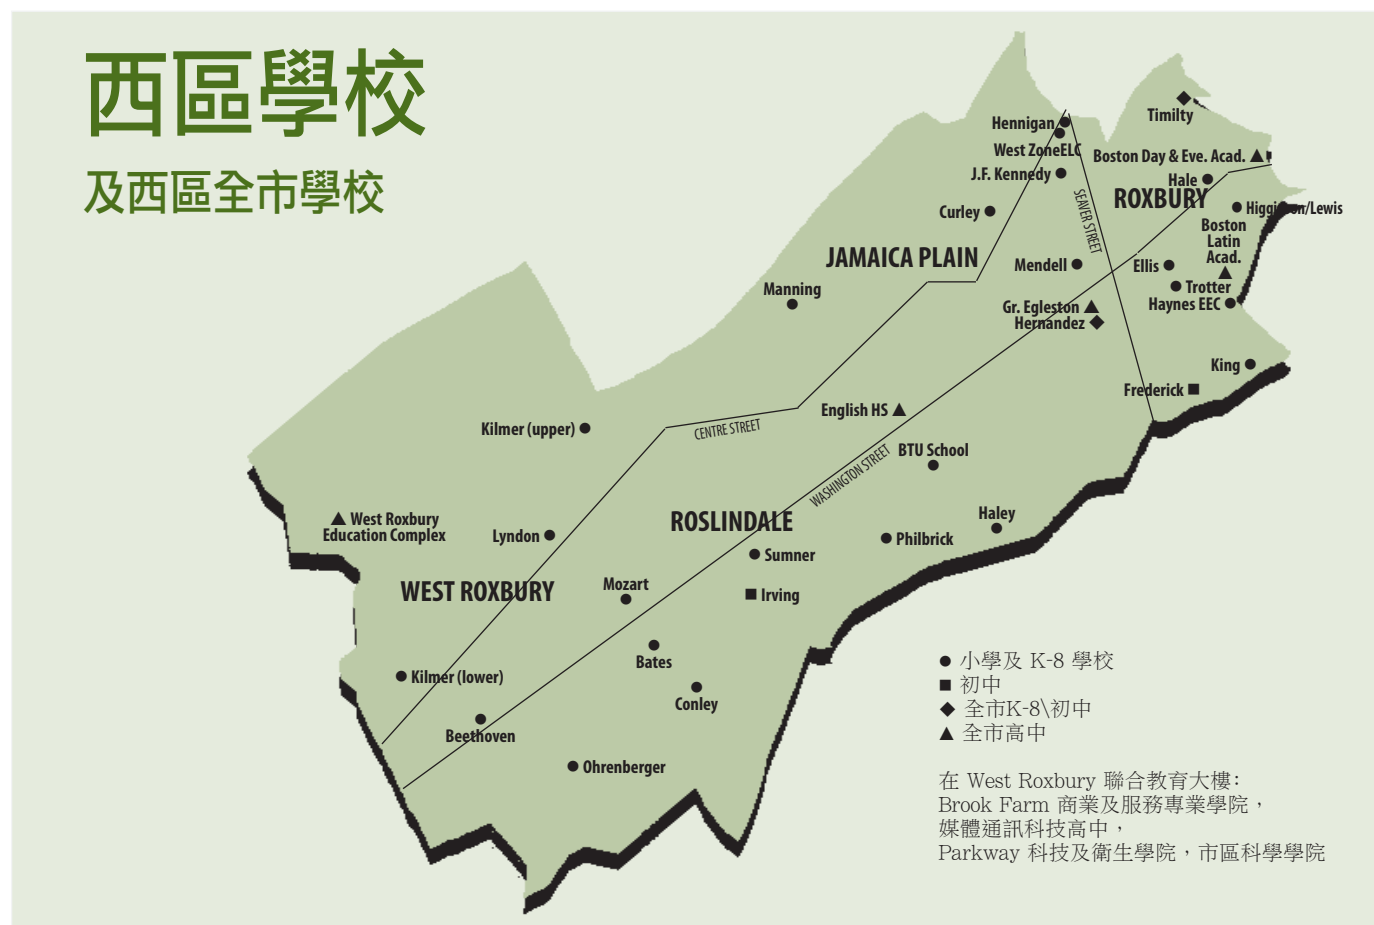 西區學校
及西區全市學校
Timilty
Hennigan
West ZoneELC
Boston Day & Eve. Acad.
J.F. Kennedy
Hale
ROXBURY
SEAVER STREET
Curley
Higginson/Lewis
Boston
Latin
Acad.
JAMAICA PLAIN
Mendell
Ellis
Manning
Trotter
Haynes EEC
Gr. Egleston
Hernandez
King
Frederick
English HS
CENTRE STREET
Kilmer (upper)
BTU School
WASHINGTON STREET
West Roxbury
Education Complex
Haley
ROSLINDALE
Lyndon
Philbrick
Sumner
WEST ROXBURY
Mozart
Irving
Bates
Kilmer (lower)
Conley
Beethoven
Ohrenberger
小學及 K-8 學校
初中
全市K-8\初中
全市高中
在 West Roxbury 聯合教育大樓：
Brook Farm 商業及服務專業學院，
媒體通訊科技高中，
Parkway 科技及衛生學院，市區科學學院